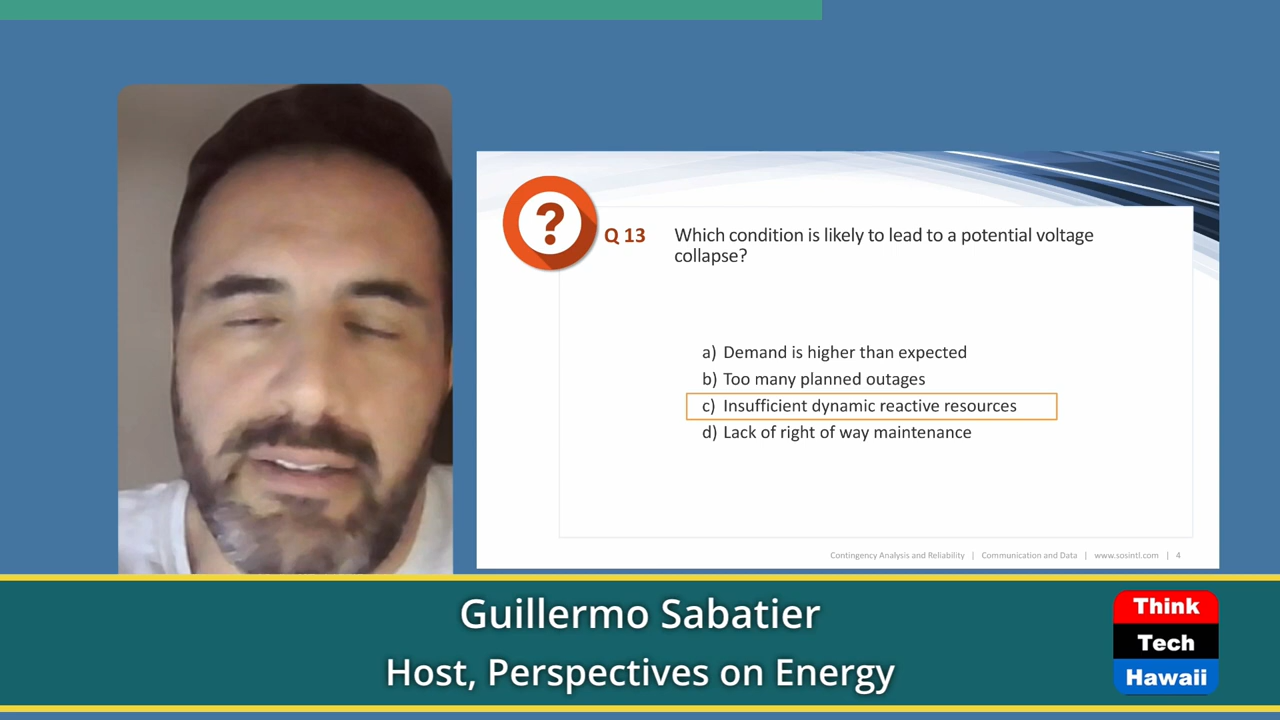 ?
Q 13
Which condition is likely to lead to a potential voltage
collapse?
a) Demand is higher than expected
b) Too many planned outages
c) Insufficient dynamic reactive resources
d) Lack of right of way maintenance
Contingency Analysis and Reliability | Communication and Data | www.sosintl.com | 4
Guillermo Sabatier
Host, Perspectives on Energy
Think
Tech
Hawaii